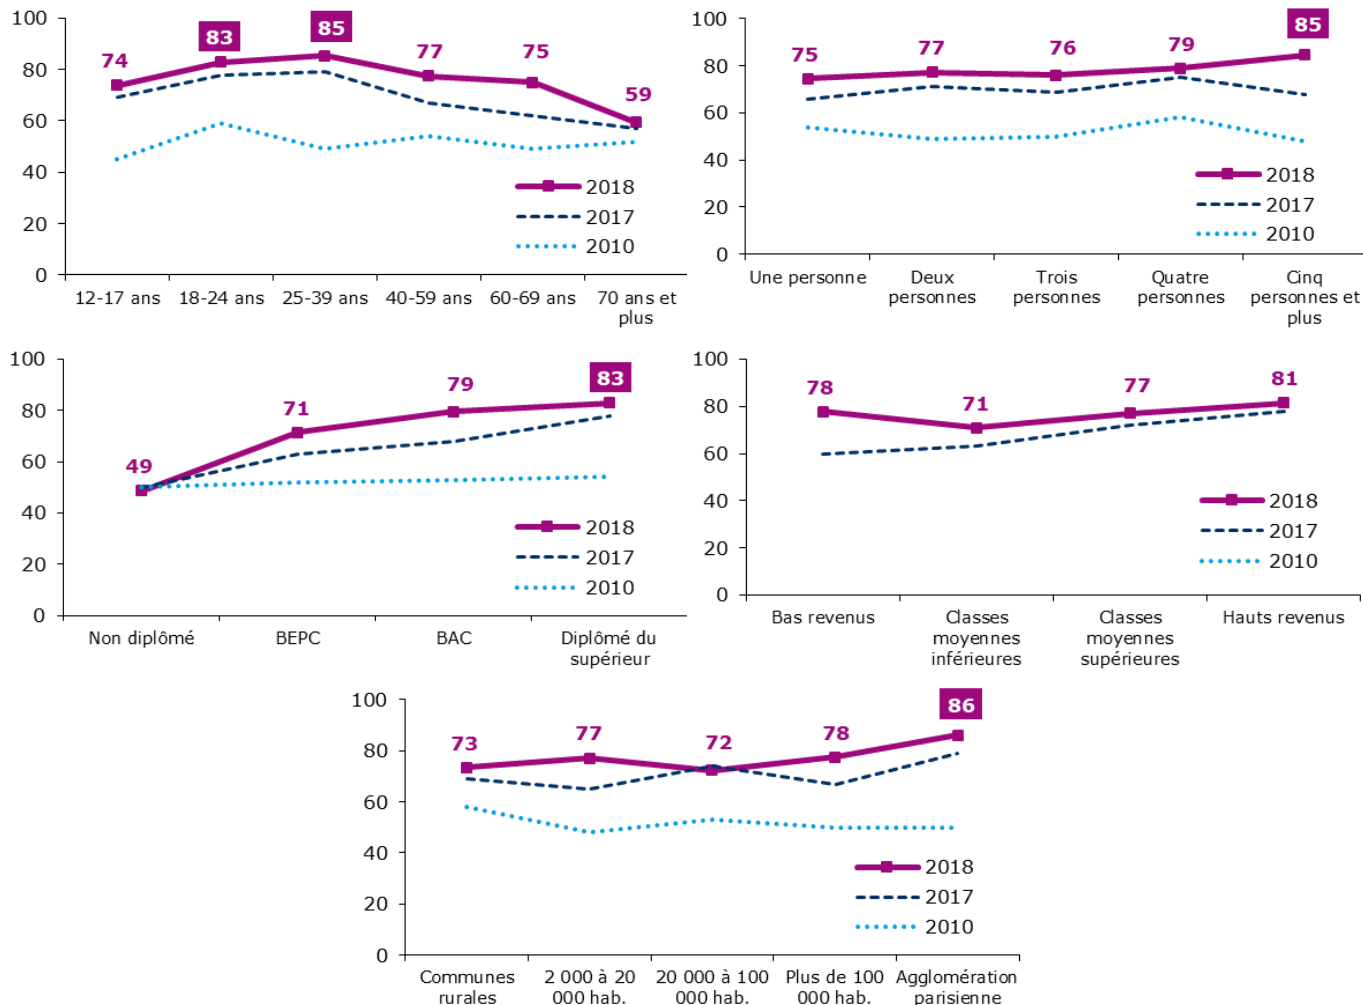 100
80
60
40
20
0
74
83
85
77
75
59
2018
2017
2010
12-17 ans
18-24 ans
25-39 ans
40-59 ans
60-69 ans
70 ans et
plus
100
80
60
40
20
0
75
77
76
79
85
2018
2017
2010
Une personne
Deux
personnes
Trois
personnes
Quatre
personnes
Cinq
personnes et
plus
100
80
60
40
20
0
49
71
79
83
2018
2017
2010
Non diplômé
BEPC
BAC
Diplômé du
supérieur
100
80
60
40
20
0
78
71
77
81
2018
2017
2010
Bas revenus
Classes
moyennes
inférieures
Classes
moyennes
supérieures
Hauts revenus
100
80
60
40
20
0
73
77
72
78
86
2018
2017
2010
Communes
rurales
2 000 à 20
000 hab.
20 000 à 100
000 hab.
Plus de 100
000 hab.
Agglomération
parisienne